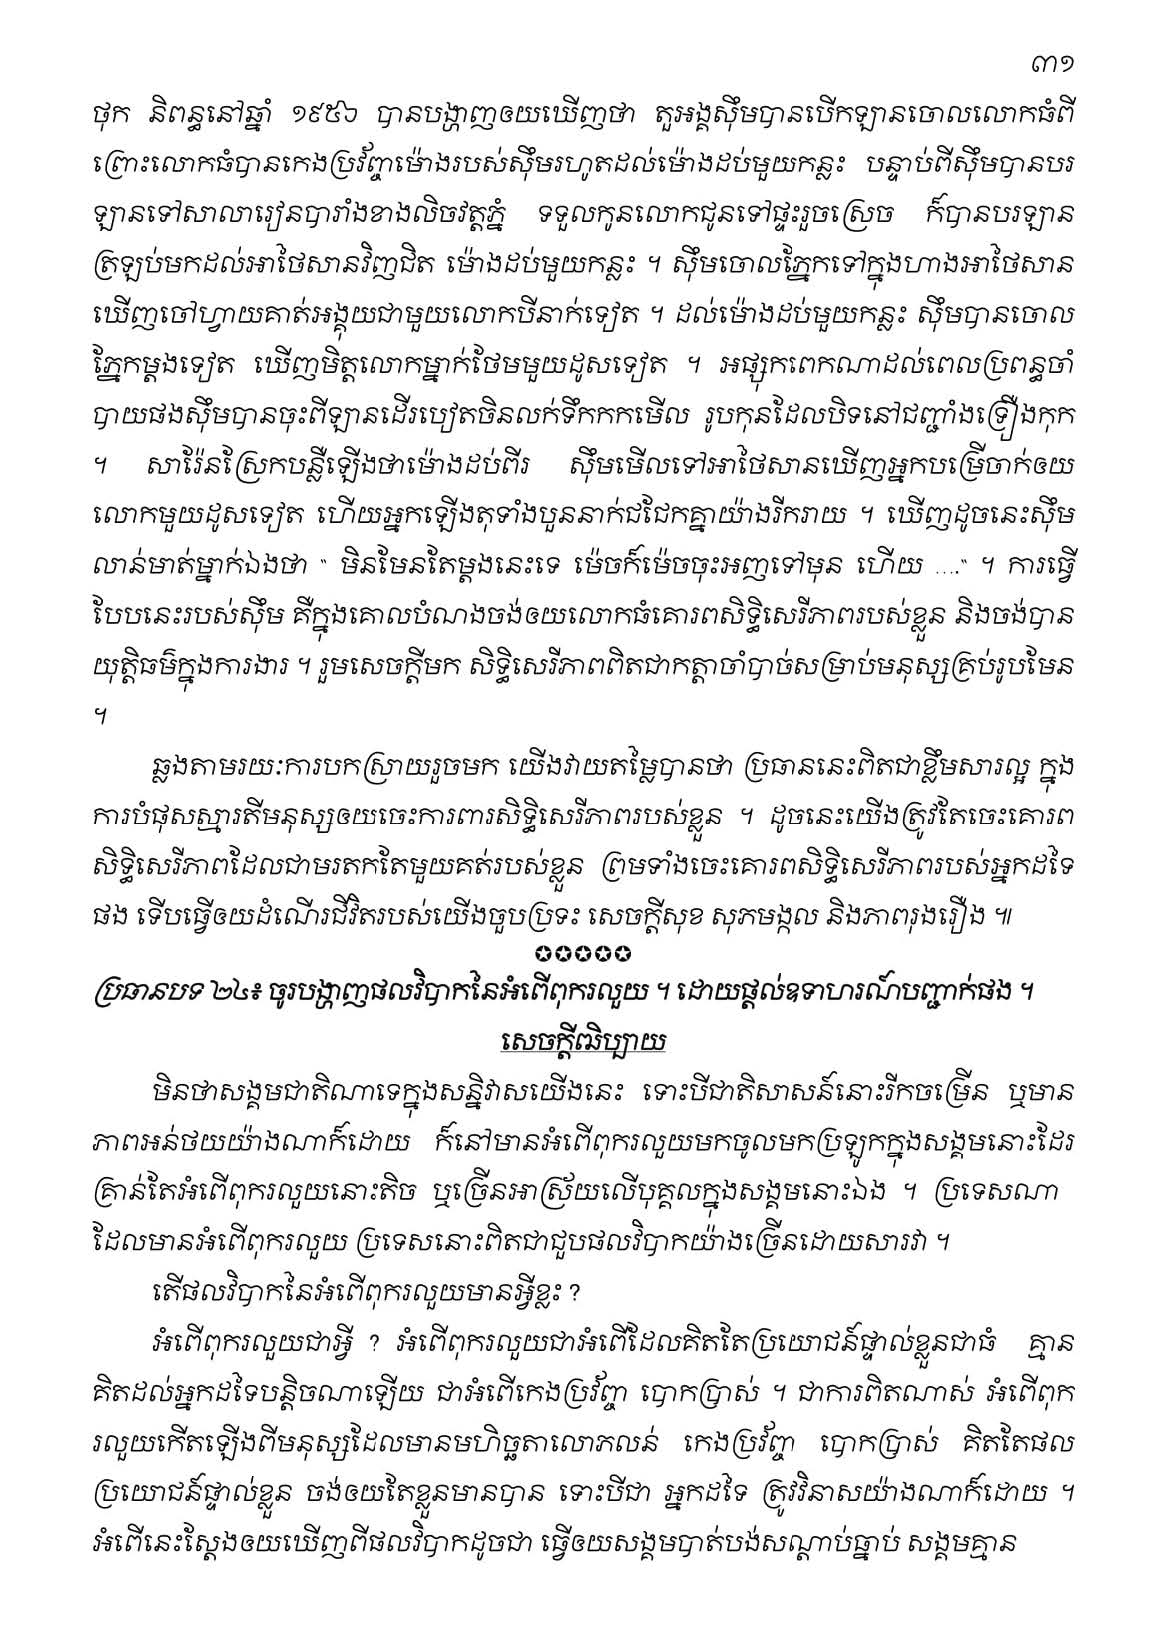 ៣១
ថុក និពន្ធនៅឆ្នាំ ១៩៥៦ បានបង្ហាញឲយឃើញថា តួអង្គស៊ឹមបានបើកឡានចោលលោកធំពី
ព្រោះលោកធំបានកេងប្រវ័ព្ចាម៉ោងរបស់ស៊ឹមរហូតដល់ម៉ោងដប់មួយកន្លះ បន្ទាប់ពីស៊ឹមបានបរ
ឡានទៅសាលារៀនបារាំងខាងលិចវត្តភ្នំ ទទួលកូនលោកជូនទៅផ្ទះរួចស្រេច ក៏បានបរឡាន
ត្រឡប់មកដល់អាថៃសានវិញជិត ម៉ោងដប់មួយកន្លះ ។ ស៊ឹមចោលភ្នែកទៅក្នុងហាងអាថៃសាន
ឃើញចៅហ្វាយគាត់អង្គុយជាមួយលោកបីនាក់ទៀត ។ ដល់ម៉ោងដប់មួយកន្លះ ស៊ឹមបានចោល
ភ្នែកម្តងទៀត ឃើញមិត្តលោកម្នាក់ថែមមួយដូសទៀត ។ អផ្សុកពេកណាដល់ពេលប្រពន្ធចាំ
បាយផងស៊ឹមបានចុះពីឡានដើរបៀតចិនលក់ទឹកកកមើល រូបកុនដែលបិទនៅជញ្ជាំងទ្រឿងកុក
។ សារ៉ែនស្រែកបន្លឺឡើងថាម៉ោងដប់ពីរ ស៊ឹមមើលទៅអាថៃសានឃើញអ្នកបម្រើចាក់ឲយ
លោកមួយដូសទៀត ហើយអ្នកឡើងតុទាំងបួននាក់ជជែកគ្នាយ៉ាងរីករាយ ។ ឃើញដូចនេះស៊ឹម
លាន់មាត់ម្នាក់ឯងថា “ មិនមែនតែម្តងនេះទេ ម៉េចក៏ម៉េចចុះអញទៅមុន ហើយ ….” ។ ការធ្វើ
បែបនេះរបស់ស៊ឹម គឺក្នុងគោលបំណងចង់ឲយលោកធំគោរពសិទ្ធិសេរីភាពរបស់ខ្លួន និងចង់បាន
យុត្តិធម៌ក្នុងការងារ ។ រួមសេចក្តីមក សិទ្ធិសេរីភាពពិតជាកត្តាចាំបាច់សម្រាប់មនុស្សគ្រប់រូបមែន
។
ឆ្លងតាមរយៈការបកស្រាយរួចមក យើងវាយតម្លៃបានថា ប្រធាននេះពិតជាខ្លឹមសារល្អ ក្នុង
ការបំផុសស្មារតីមនុស្សឲយចេះការពារសិទ្ធិសេរីភាពរបស់ខ្លួន ។ ដូចនេះយើងត្រូវតែចេះគោរព
សិទ្ធិសេរីភាពដែលជាមរតកតែមួយគត់របស់ខ្លួន ព្រមទាំងចេះគោរពសិទ្ធិសេរីភាពរបស់អ្នកដទៃ
ផង ទើបធ្វើឲយដំណើរជីវិតរបស់យើងចួបប្រទះ សេចក្តីសុខ សុភមង្គល និងភាពរុងរឿង ៕
✪✪✪✪✪
ប្រធានបទ ២៤៖ ចូរបង្ហាញផលវិបាកនៃអំពើពុករលួយ ។ ដោយផ្តល់ឧទាហរណ៍បញ្ជាក់ផង ។
សេចក្តីឍិប្បាយ
មិនថាសង្គមជាតិណាទេក្នុងសន្និវាសយើងនេះ ទោះបីជាតិសាសន៍នោះរីកចម្រើន ឬមាន
ភាពអន់ថយយ៉ាងណាក៏ដោយ ក៏នៅមានអំពើពុករលួយមកចូលមកប្រឡូកក្នុងសង្គមនោះដែរ
គ្រាន់តែអំពើពុករលួយនោះតិច ឬច្រើនអាស្រ័យលើបុគ្គលក្នុងសង្គមនោះឯង ។ ប្រទេសណា
ដែលមានអំពើពុករលួយ ប្រទេសនោះពិតជាជួបផលវិបាកយ៉ាងច្រើនដោយសារវា ។
តើផលវិបាកនៃអំពើពុករលួយមានអ្វីខ្លះ ?
អំពើពុករលួយជាអ្វី ? អំពើពុករលួយជាអំពើដែលគិតតែប្រយោជន៍ផ្ទាល់ខ្លួនជាធំ គ្មាន
គិតដល់អ្នកដទៃបន្តិចណាឡើយ ជាអំពើកេងប្រវ័ព្ចា បោកប្រាស់ ។ ជាការពិតណាស់ អំពើពុក
រលួយកើតឡើងពីមនុស្សដែលមានមហិច្ឆតាលោភលន់ កេងប្រវ័ព្ចា បោកប្រាស់ គិតតែផល
ប្រយោជន៍ផ្ទាល់ខ្លួន ចង់ឲយតែខ្លួនមានបាន ទោះបីជា អ្នកដទៃ ត្រូវវិនាសយ៉ាងណាក៏ដោយ ។
អំពើនេះស្តែងឲយឃើញពីផលវិបាកដូចជា ធ្វើឲយសង្គមបាត់បង់សណ្តាប់ធ្នាប់ សង្គមគ្មាន